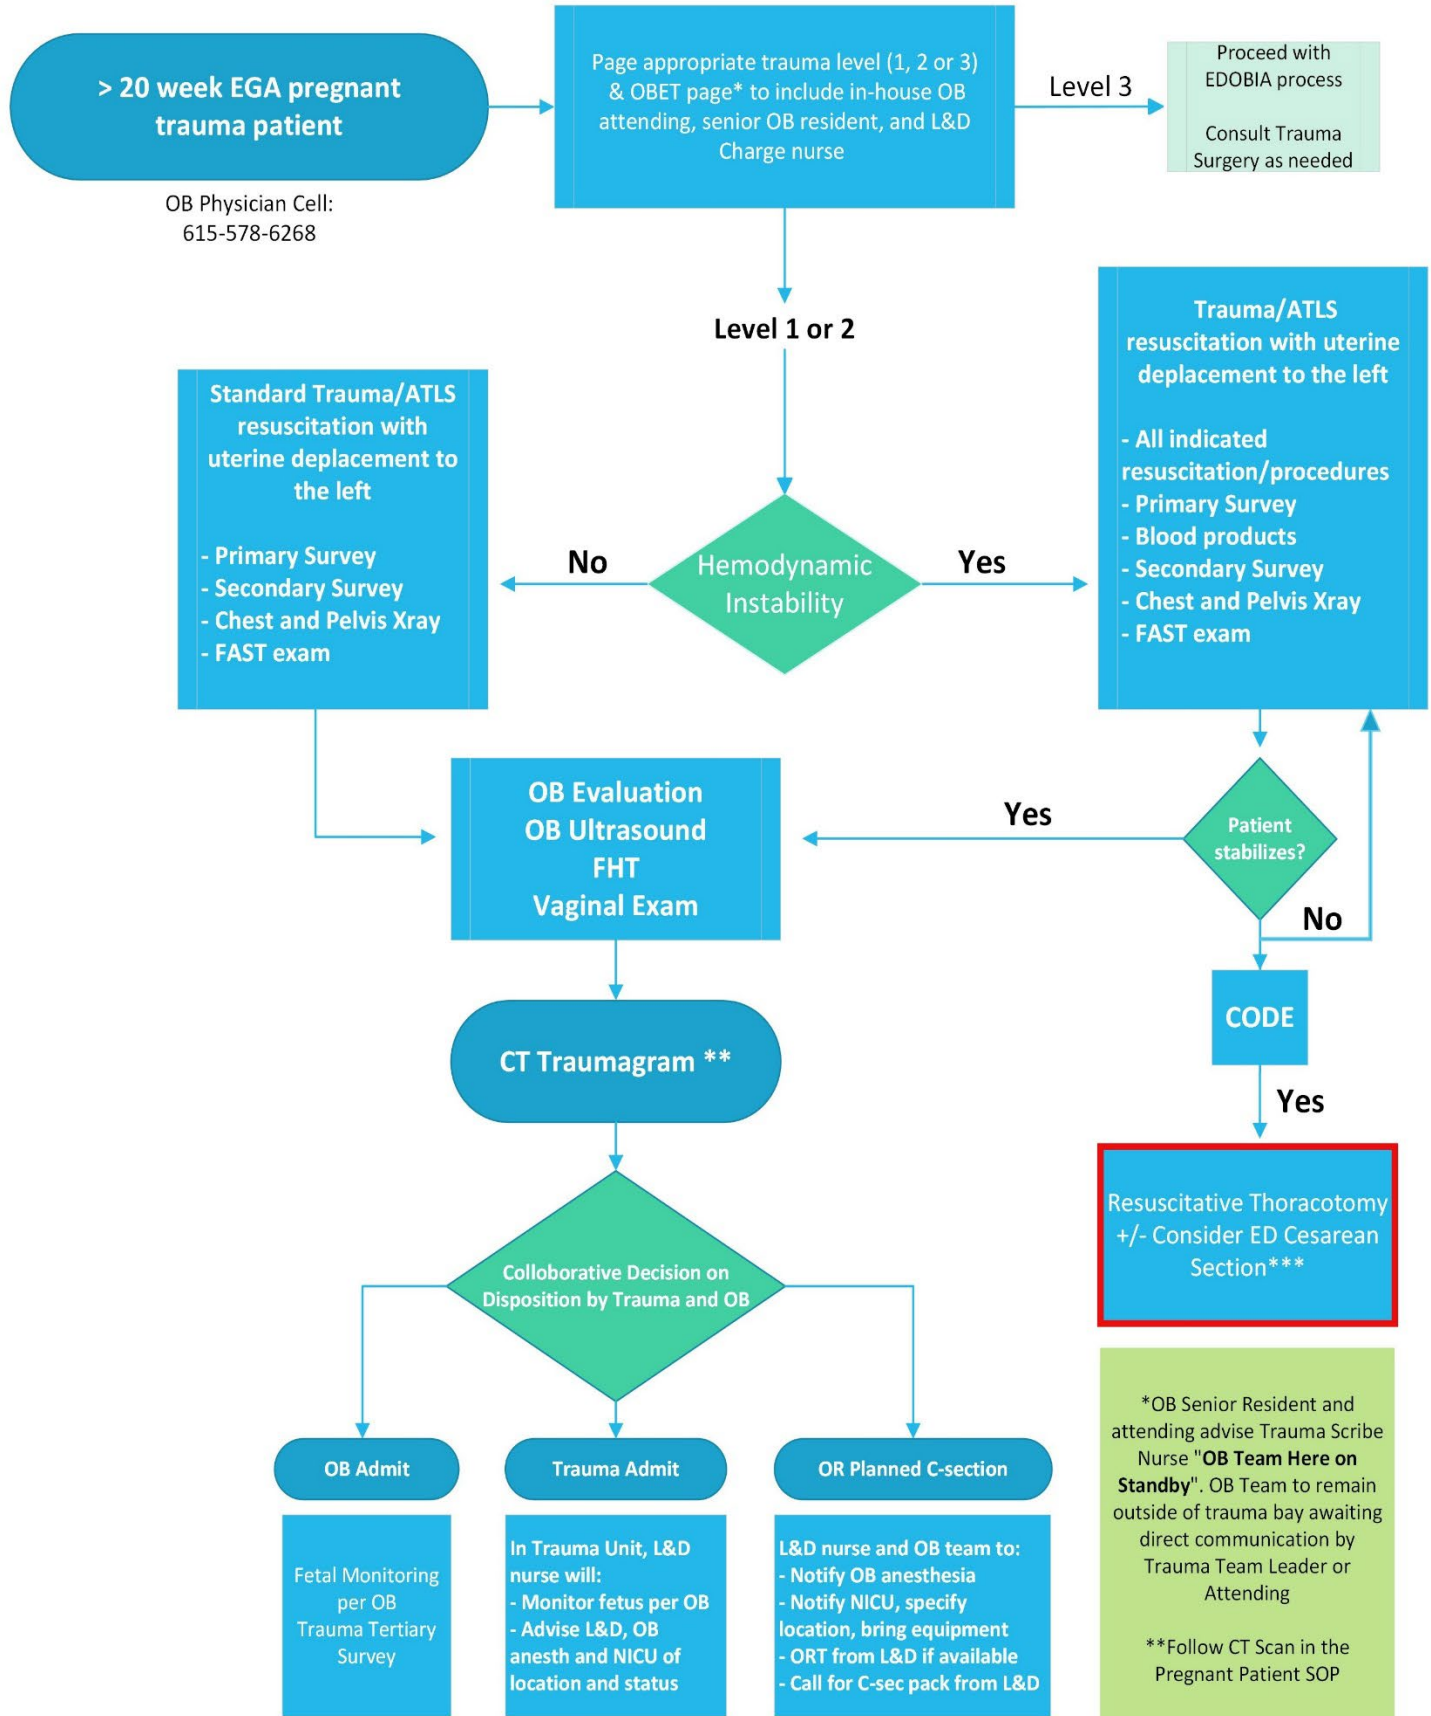 > 20 week EGA pregnant
trauma patient
OB Physician Cell:
615-578-6268
Page appropriate trauma level (1, 2 or 3)
& OBET page* to include in-house OB
attending, senior OB resident, and L&D
Charge nurse
Level 3
Proceed with
EDOBIA process
Consult Trauma
Surgery as needed
Level 1 or 2
Standard Trauma/ATLS
resuscitation with
uterine deplacement to
the left
- Primary Survey
- Secondary Survey
- Chest and Pelvis Xray
- FAST exam
No
Hemodynamic
Instability
Yes
Trauma/ATLS
resuscitation with uterine
deplacement to the left
- All indicated
resuscitation/procedures
- Primary Survey
- Blood products
- Secondary Survey
- Chest and Pelvis Xray
- FAST exam
OB Evaluation
OB Ultrasound
FHT
Vaginal Exam
Yes
Patient
stabilizes?
No
CODE
Yes
Resuscitative Thoracotomy
+/- Consider ED Cesarean
Section***
CT Traumagram **
Colloborative Decision on
Disposition by Trauma and OB
OB Admit
Fetal Monitoring
per OB
Trauma Tertiary
Survey
Trauma Admit
In Trauma Unit, L&D
nurse will:
- Monitor fetus per OB
- Advise L&D, OB
anesth and NICU of
location and status
OR Planned C-section
L&D nurse and OB team to:
- Notify OB anesthesia
- Notify NICU, specify
location, bring equipment
- ORT from L&D if available
- Call for C-sec pack from L&D
*OB Senior Resident and
attending advise Trauma Scribe
Nurse "OB Team Here on
Standby". OB Team to remain
outside of trauma bay awaiting
direct communication by
Trauma Team Leader or
Attending
**Follow CT Scan in the
Pregnant Patient SOP